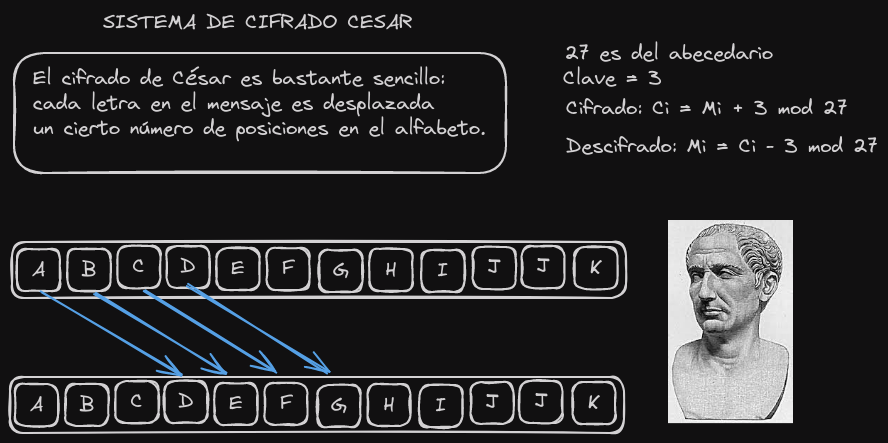 SISTEMA DE CIFRADO CESAR
El cifrado de César es bastante sencillo:
cada letra en el mensaje es desplazada
un cierto número de posiciones en el alfabeto.
27 es del abecedario
Clave = 3
Cifrado: Ci = Mi + 3 mod 27
Descifrado: Mi = Ci - 3 mod 27
A B C D E F G H I J J K
A B C D E F G H I J J K